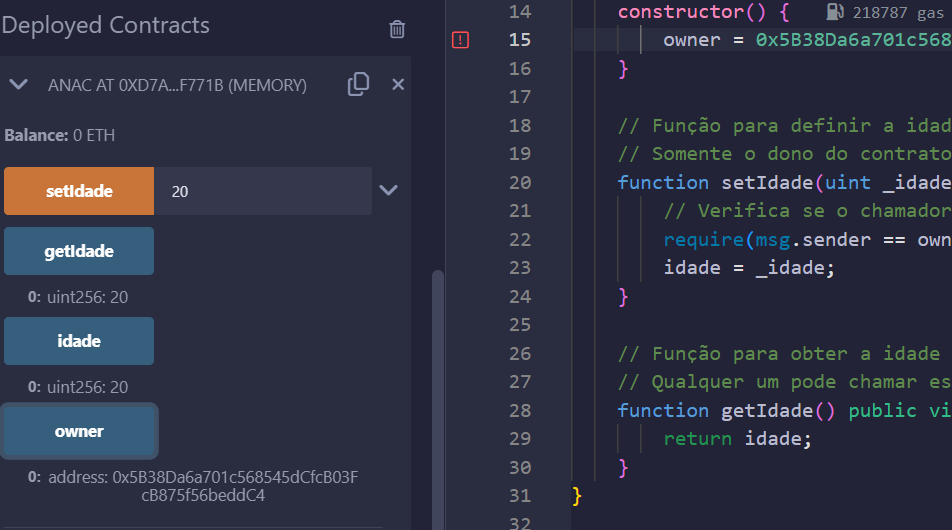 Deployed Contracts
ANAC AT 0XD7A...F771B (MEMORY)
Balance: 0 ETH
setIdade 20
getIdade
0: uint256: 20
idade
0: uint256: 20
owner
0: address: 0x5B38Da6a701c568545dCfcB03F
cB875f56beddC4
14 constructor() { 218787 gas
15 owner = 0x5B38Da6a701c568
16 }
17
18 // Função para definir a idad
19 // Somente o dono do contrato
20 function setIdade(uint _idade
21 // Verifica se o chamador
22 require(msg.sender == own
23 idade = _idade;
24 }
25
26 // Função para obter a idade
27 // Qualquer um pode chamar es
28 function getIdade() public vi
29 return idade;
30 }
31 }
32